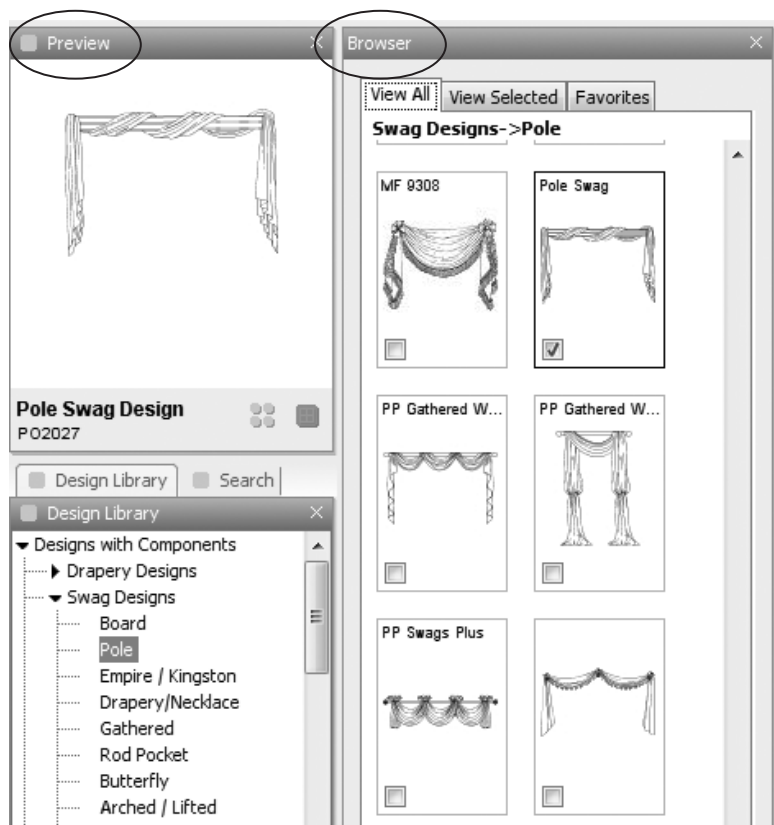 Preview
Pole Swag Design
PO2027
Design Library
Search
Design Library
Designs with Components
Drapery Designs
Swag Designs
Board
Pole
Empire / Kingston
Drapery/Necklace
Gathered
Rod Pocket
Butterfly
Arched / Lifted
Browser
View All
View Selected
Favorites
Swag Designs->Pole
MF 9308
Pole Swag
PP Gathered W...
PP Gathered W...
PP Swags Plus